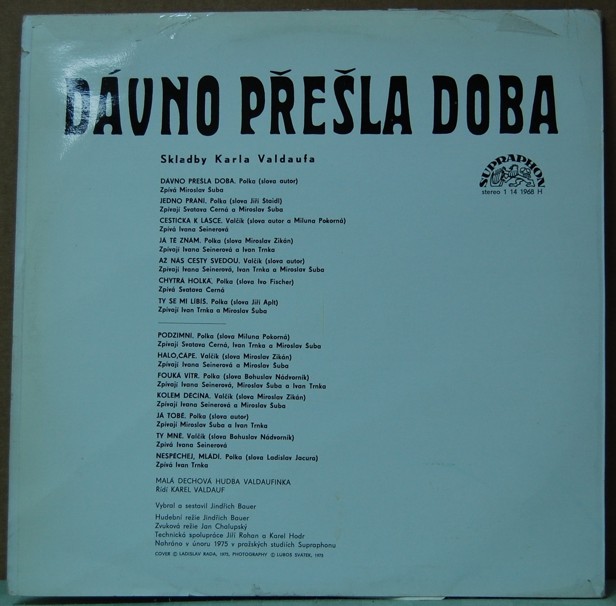 DÁVNO PŘEŠLA DOBA
Skladby Karla Valdaufa
SUPRAPHON
stereo 1 14 1968 H
DÁVNO PŘEŠLA DOBA. Polka (slova autor)
Zpívá Miroslav Šuba
JEDNO PRANÍ. Polka (slova Jiří Staidl)
Zpívají Svatava Černá a Miroslav Šuba
CESTIČKA K LÁSCE. Valčík (slova autor a Miluna Pokorná)
Zpívá Ivana Seinerová
JÁ TĚ ZNÁM. Polka (slova Miroslav Zikán)
Zpívají Ivana Seinerová a Ivan Trnka
AŽ NÁS CESTY SVEDOU. Valčík (slova autor)
Zpívají Ivana Seinerová, Ivan Trnka a Miroslav Šuba
CHYTRÁ HOLKA. Polka (slova Ivo Fischer)
Zpívá Svatava Černá
TY SE MI LÍBÍŠ. Polka (slova Jiří Aplt)
Zpívají Ivan Trnka a Miroslav Šuba
PODZIMNÍ. Polka (slova Miluna Pokorná)
Zpívají Svatava Černá, Ivan Trnka a Miroslav Šuba
HALÓ, ČÁPE. Valčík (slova Miroslav Zikán)
Zpívají Ivana Seinerová a Miroslav Šuba
FOUKÁ VÍTR. Polka (slova Bohuslav Nádvorník)
Zpívají Ivana Seinerová, Miroslav Šuba a Ivan Trnka
KOLEM DĚČÍNA. Valčík (slova Miroslav Zikán)
Zpívají Ivana Seinerová a Miroslav Šuba
JÁ TOBĚ. Polka (slova autor)
Zpívají Miroslav Šuba a Ivan Trnka
TY MNĚ. Valčík (slova Bohuslav Nádvorník)
Zpívá Ivana Seinerová
NESPĚCHEJ, MLÁDÍ. Polka (slova Ladislav Jacura)
Zpívá Ivan Trnka
MALÁ DECHOVÁ HUDBA VALDAUFINKA
Řídí KAREL VALDAUF
Vybral a sestavil Jindřich Bauer
Hudební režie Jindřich Bauer
Zvuková režie Jan Chalupský
Technická spolupráce Jiří Rohan a Karel Hodr
Nahráno v únoru 1975 v pražských studiích Supraphonu
COVER © LADISLAV RADA, 1975, PHOTOGRAPHY © LUBOŠ SVÁTEK, 1975